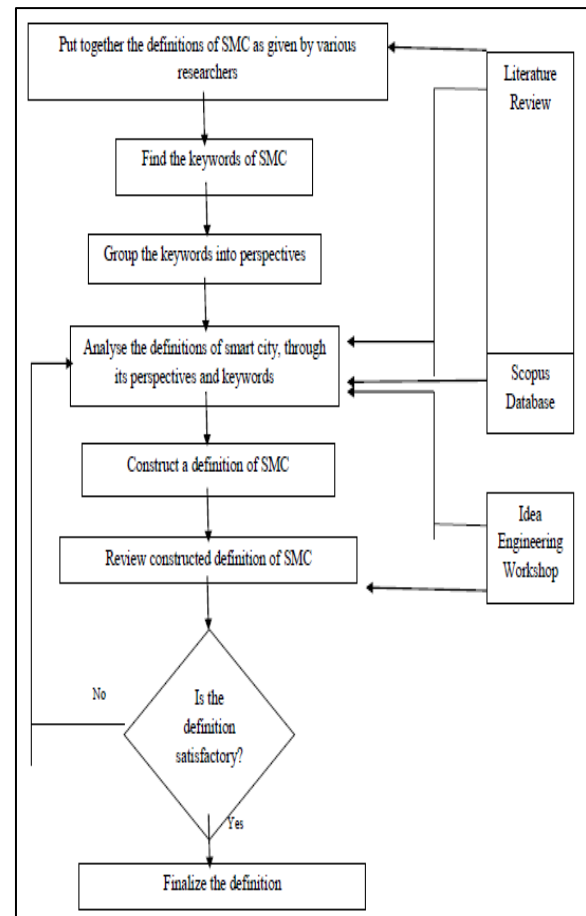 Put together the definitions of SMC as given by various
researchers
Literature
Review
Find the keywords of SMC
Group the keywords into perspectives
Analyse the definitions of smart city, through
its perspectives and keywords
Scopus
Database
Construct a definition of SMC
Idea
Engineering
Workshop
Review constructed definition of SMC
No
Is the
definition
satisfactory?
Yes
Finalize the definition